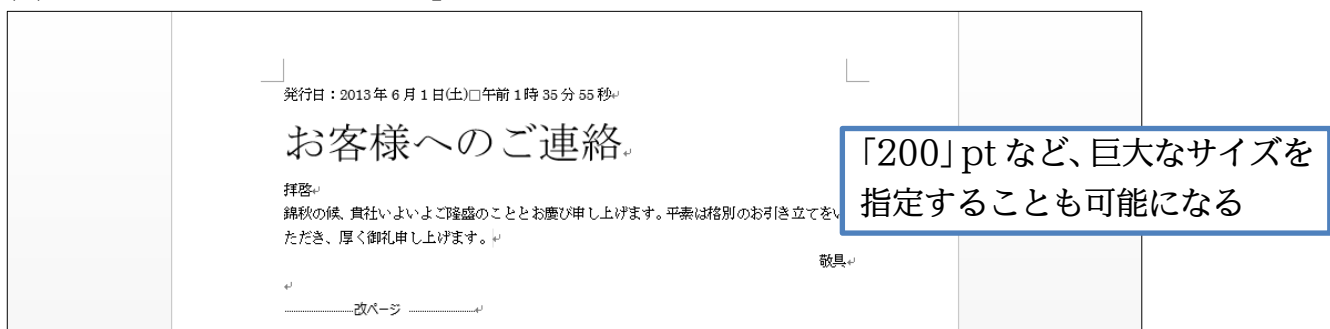 発行日：2013年6月1日(土)□午前1時35分55秒↵
お客様へのご連絡↵
拝啓↵
錦秋の候、貴社いよいよご隆盛のこととお慶び申し上げます。平素は格別のお引き立てを
ただき、厚く御礼申し上げます。↵
敬具↵
↵
改ページ↵
「200」pt など、巨大なサイズを
指定することも可能になる